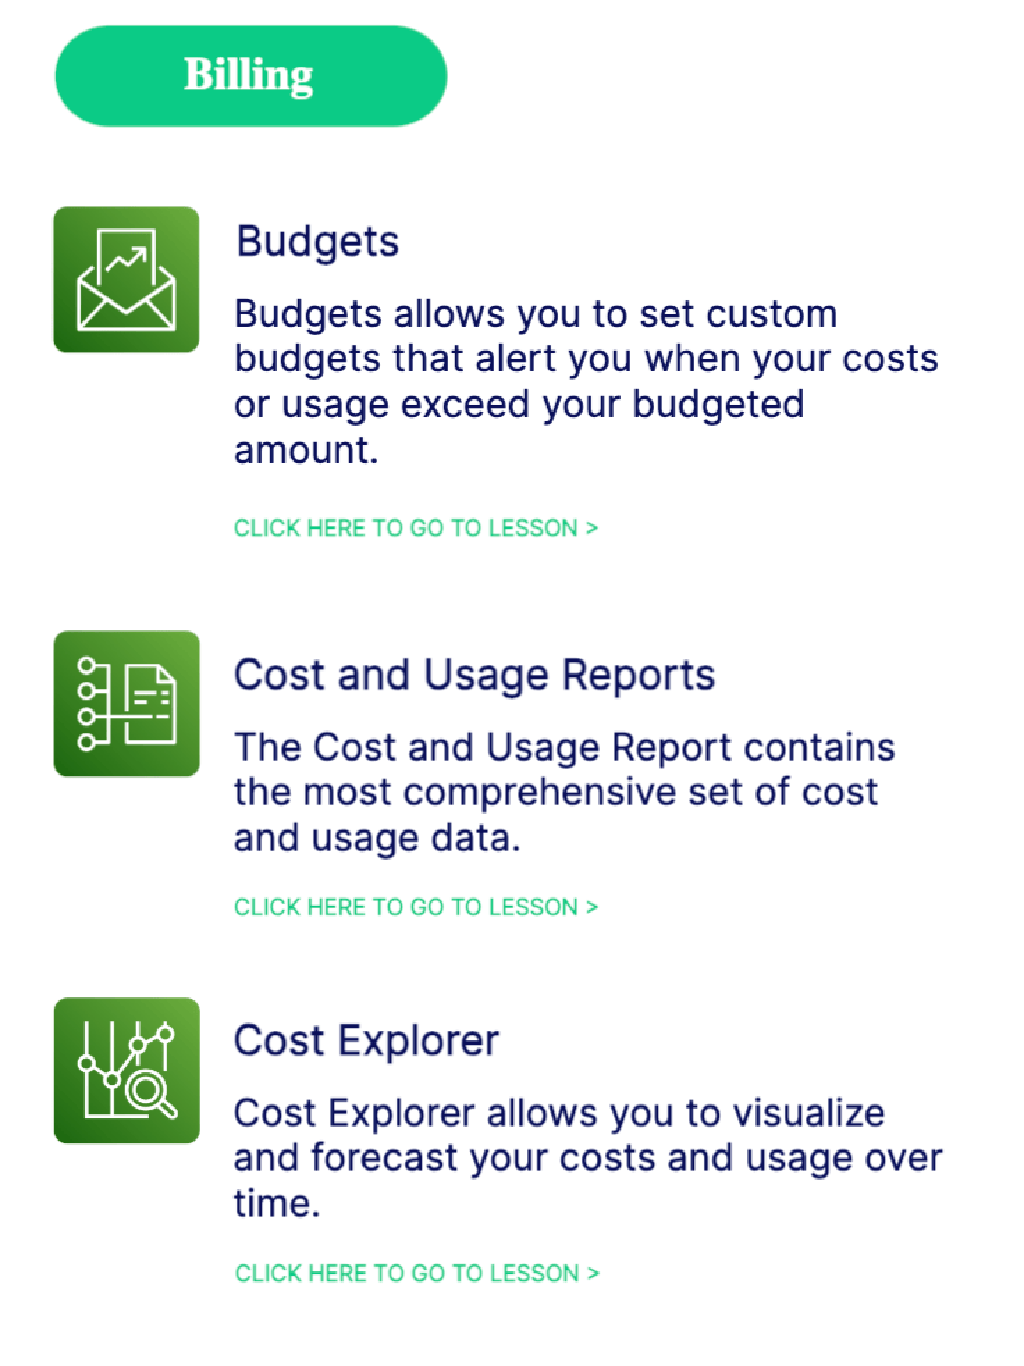 Billing
Budgets
Budgets allows you to set custom
budgets that alert you when your costs
or usage exceed your budgeted
amount.
CLICK HERE TO GO TO LESSON >
Cost and Usage Reports
The Cost and Usage Report contains
the most comprehensive set of cost
and usage data.
CLICK HERE TO GO TO LESSON >
Cost Explorer
Cost Explorer allows you to visualize
and forecast your costs and usage over
time.
CLICK HERE TO GO TO LESSON >